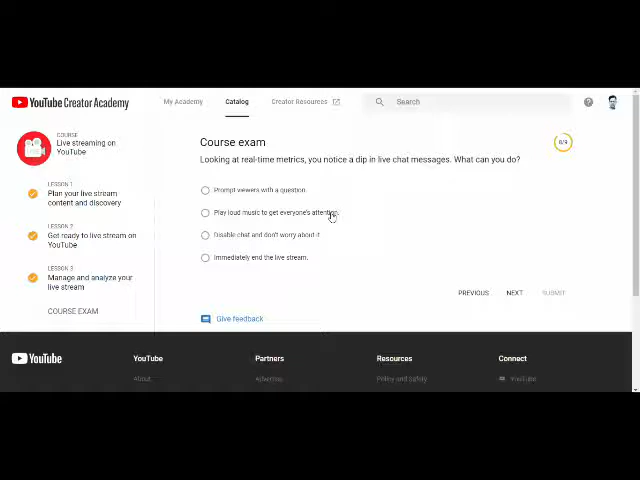 YouTube Creator Academy
My Academy
Catalog
Creator Resources
Search
COURSE
Live streaming on
YouTube
LESSON 1
Plan your live stream
content and discovery
LESSON 2
Get ready to live stream on
YouTube
LESSON 3
Manage and analyze your
live stream
COURSE EXAM
Course exam
8/9
Looking at real-time metrics, you notice a dip in live chat messages. What can you do?
Prompt viewers with a question.
Play loud music to get everyone's attention.
Disable chat and don't worry about it.
Immediately end the live stream.
PREVIOUS
NEXT
SUBMIT
Give feedback
YouTube
YouTube
Partners
Resources
Connect
About
Advertise
Policy and Safety
YouTube